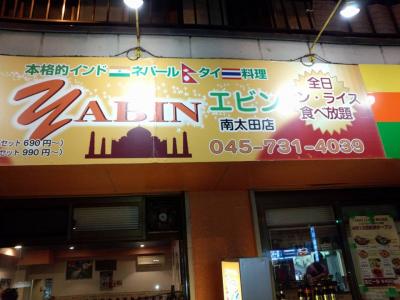 本格的インド ネパール タイ 料理
YABIN エビン
南太田店
全日
ン・ライス
食べ放題
セット 690円〜)
セット 990円〜)
045-731-4039